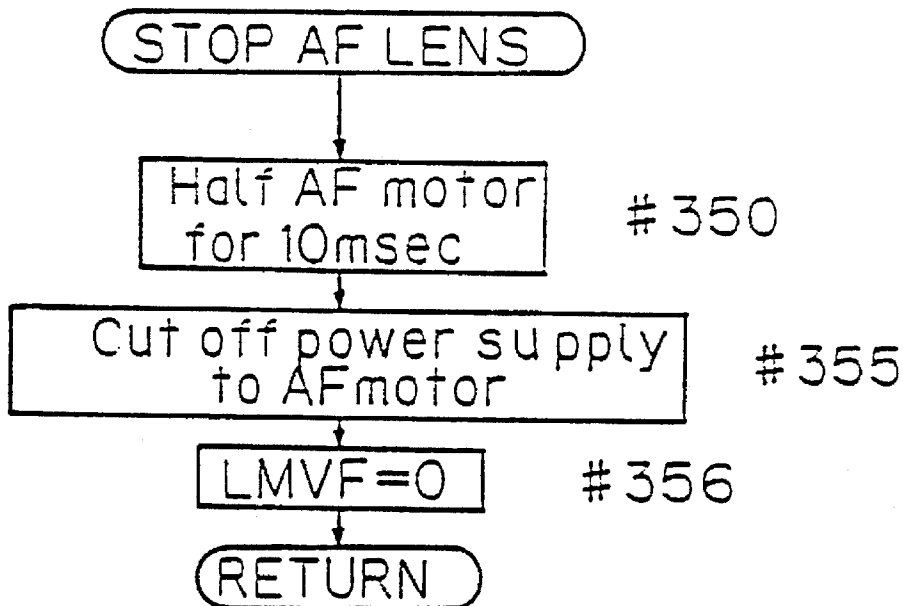 STOP AF LENS
Half AF motor
for 10msec
#350
Cut off power supply
to AFmotor
#355
LMVF=0
#356
RETURN